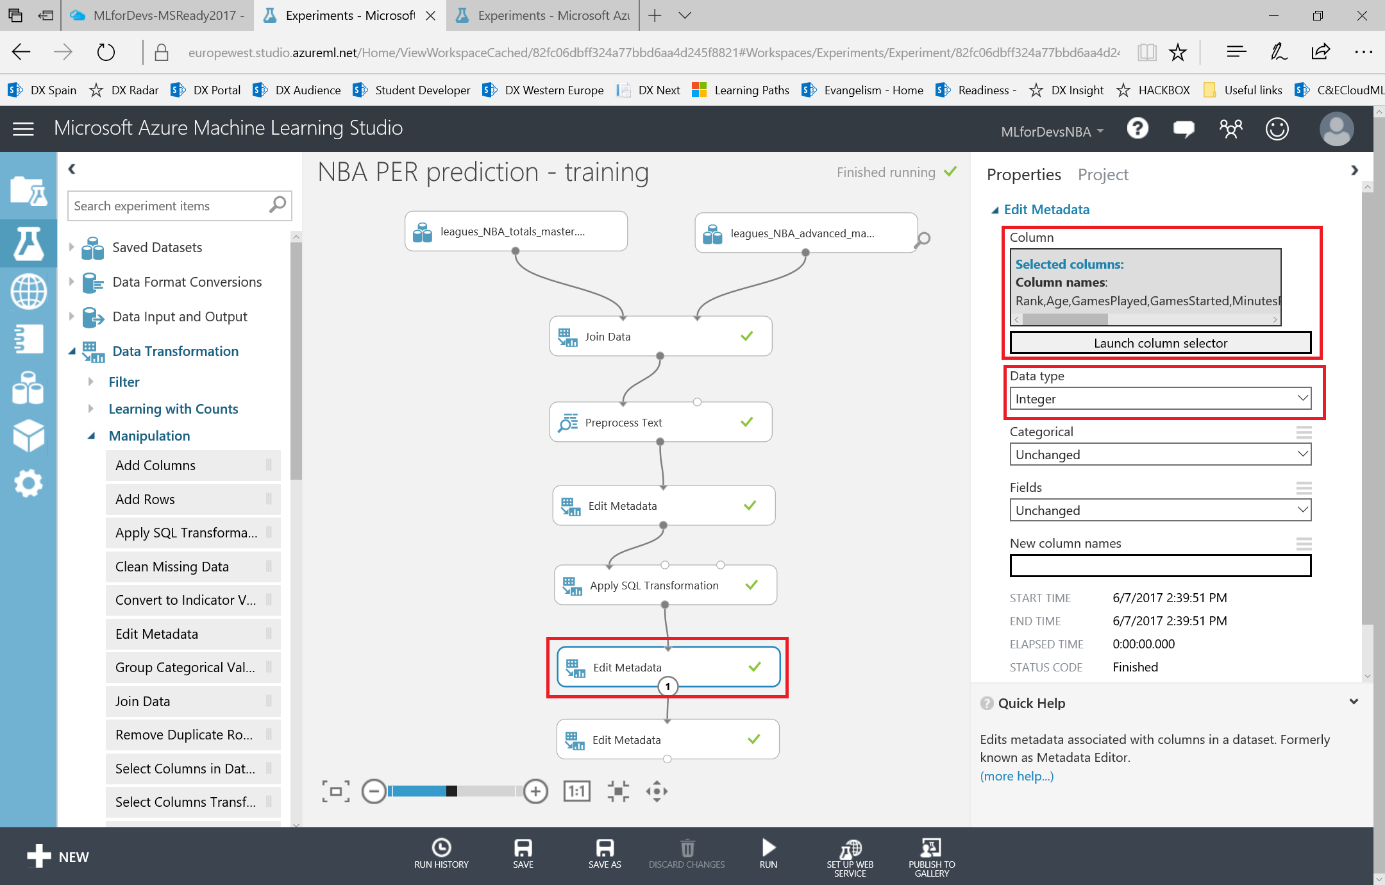 MLforDevs-MSReady2017 -
Experiments - Microsoft
Experiments - Microsoft Azu
europewest.studio.azureml.net/Home/ViewWorkspaceCached/82fc06dbff324a77bbd6aa4d245f8821#Workspaces/Experiments/Experiment/82fc06dbff324a77bbd6aa4d24
DX Spain
DX Radar
DX Portal
DX Audience
Student Developer
DX Western Europe
DX Next
Learning Paths
Evangelism - Home
Readiness -
DX Insight
HACKBOX
Useful links
C&ECloudML
Microsoft Azure Machine Learning Studio
MLforDevsNBA
Search experiment items
Saved Datasets
Data Format Conversions
Data Input and Output
Data Transformation
Filter
Learning with Counts
Manipulation
Add Columns
Add Rows
Apply SQL Transforma...
Clean Missing Data
Convert to Indicator V...
Edit Metadata
Group Categorical Val...
Join Data
Remove Duplicate Ro...
Select Columns in Dat...
Select Columns Transf...
NBA PER prediction - training
Finished running
leagues_NBA_totals_master....
leagues_NBA_advanced_ma...
Join Data
Preprocess Text
Edit Metadata
Apply SQL Transformation
Edit Metadata
1
Edit Metadata
1:1
Properties
Project
Edit Metadata
Column
Selected columns:
Column names:
Rank,Age,GamesPlayed,GamesStarted,MinutesP
Launch column selector
Data type
Integer
Categorical
Unchanged
Fields
Unchanged
New column names
START TIME 6/7/2017 2:39:51 PM
END TIME 6/7/2017 2:39:51 PM
ELAPSED TIME 0:00:00.000
STATUS CODE Finished
Quick Help
Edits metadata associated with columns in a dataset. Formerly
known as Metadata Editor.
(more help...)
NEW
RUN HISTORY
SAVE
SAVE AS
DISCARD CHANGES
RUN
SET UP WEB
SERVICE
PUBLISH TO
GALLERY